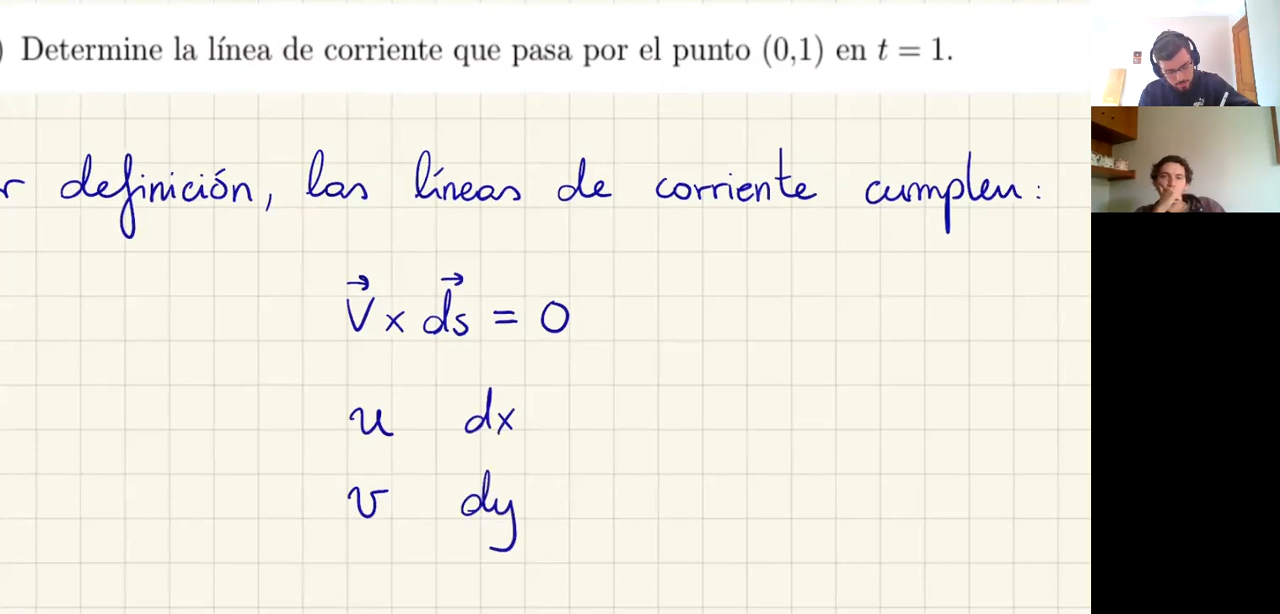 ) Determine la línea de corriente que pasa por el punto (0,1) en t = 1.
r definición, las líneas de corriente cumplen:
V⃗ × d⃗s = 0
u dx
v dy